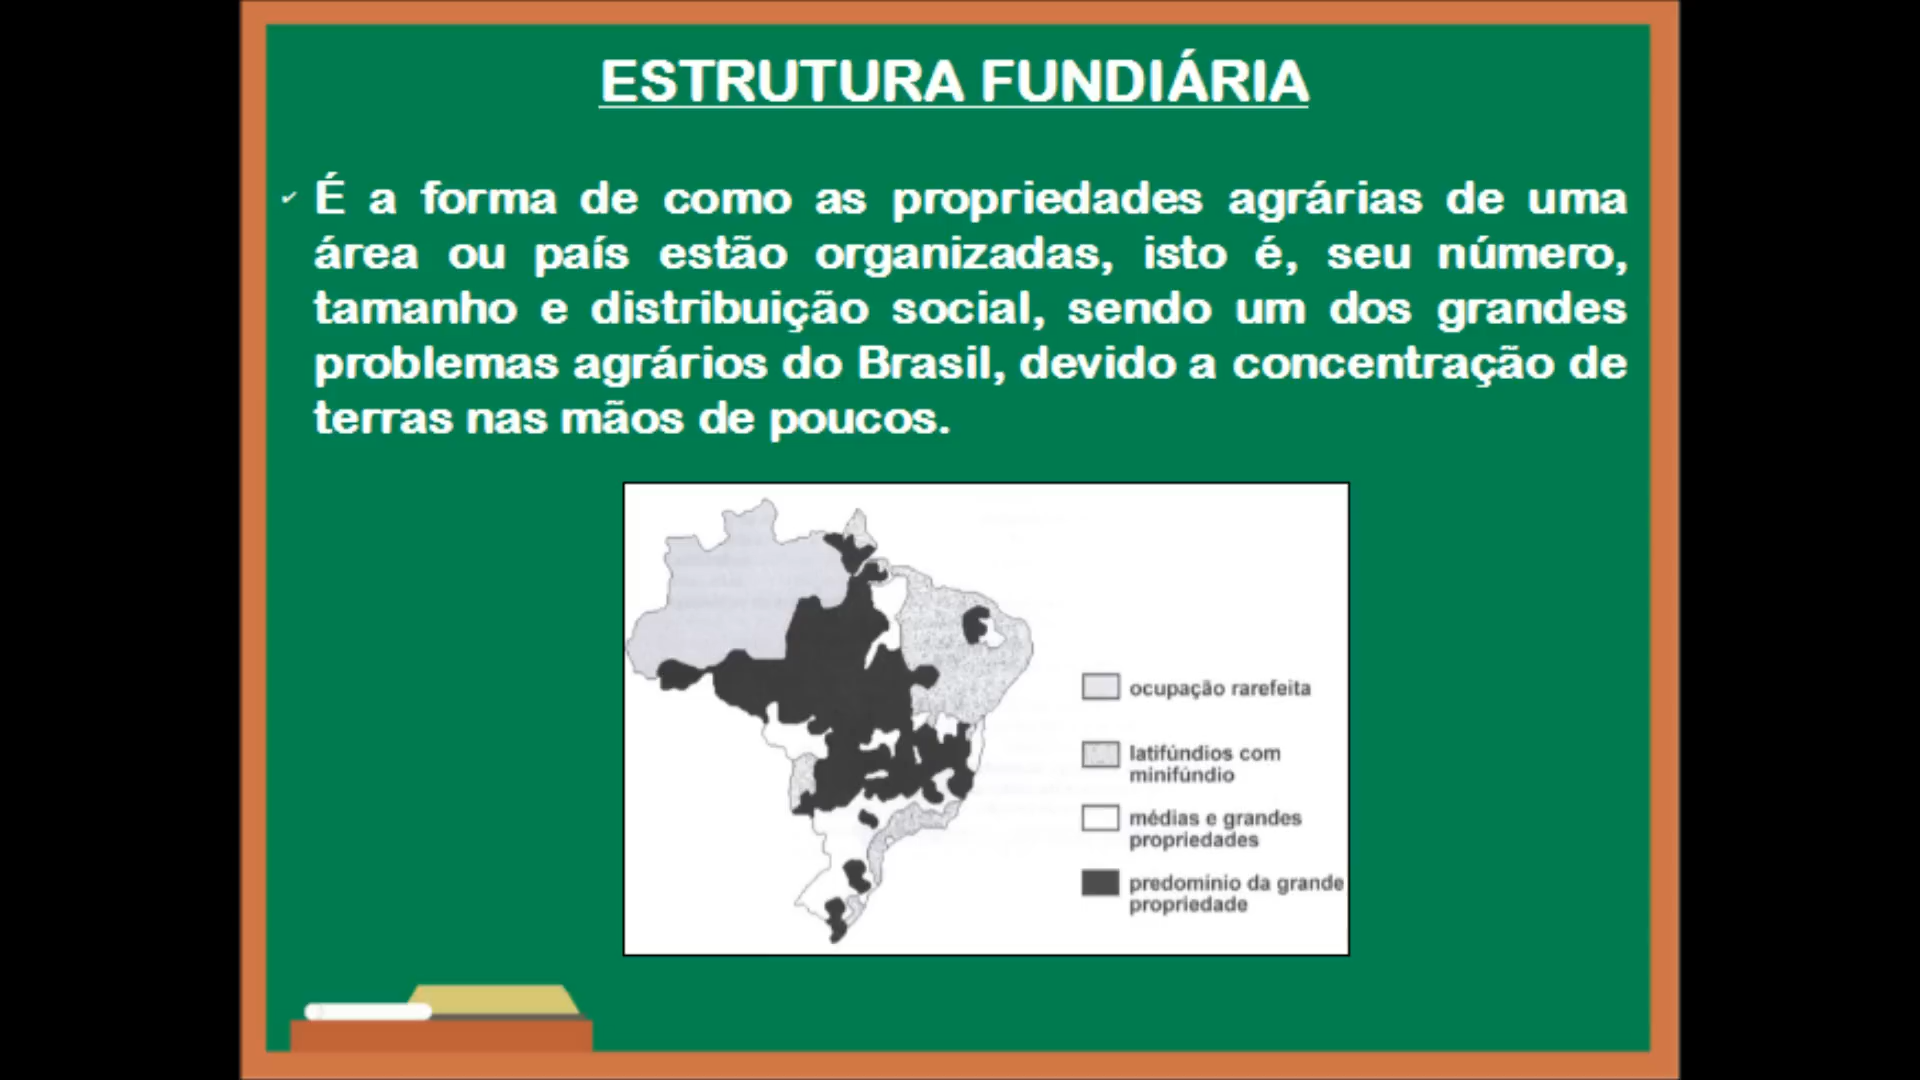 ESTRUTURA FUNDIÁRIA
É a forma de como as propriedades agrárias de uma
área ou país estão organizadas, isto é, seu número,
tamanho e distribuição social, sendo um dos grandes
problemas agrários do Brasil, devido a concentração de
terras nas mãos de poucos.
ocupação rarefeita
latifúndios com
minifúndio
médias e grandes
propriedades
predomínio da grande
propriedade